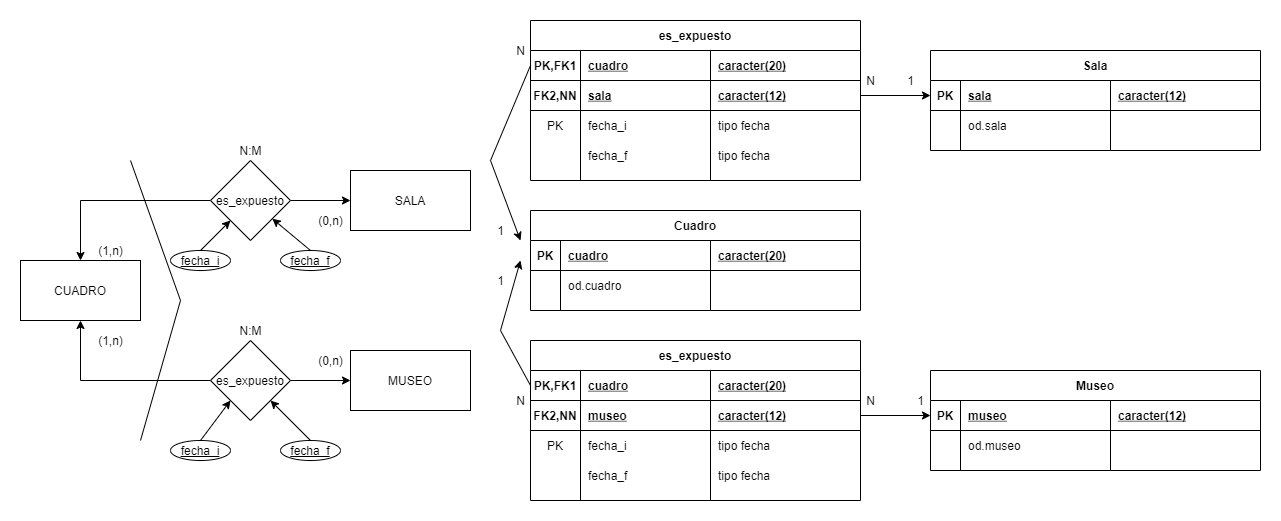 N:M
es_expuesto
SALA
(0,n)
fecha_i
fecha_f
(1,n)
CUADRO
(1,n)
N:M
es_expuesto
(0,n)
MUSEO
fecha_i
fecha_f
es_expuesto
N
PK,FK1 cuadro caracter(20)
FK2,NN sala caracter(12)
PK fecha_i tipo fecha
fecha_f tipo fecha
N 1
Sala
PK sala caracter(12)
od.sala
1
Cuadro
PK cuadro caracter(20)
od.cuadro
1
es_expuesto
PK,FK1 cuadro caracter(20)
N
FK2,NN museo caracter(12)
PK fecha_i tipo fecha
fecha_f tipo fecha
N 1
Museo
PK museo caracter(12)
od.museo